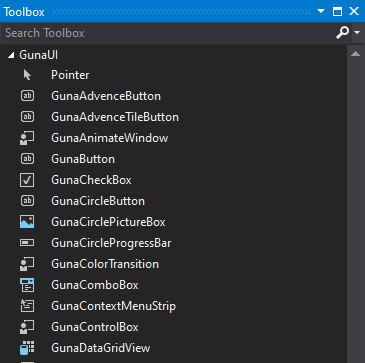 Toolbox
Search Toolbox
GunaUI
Pointer
GunaAdvenceButton
GunaAdvenceTileButton
GunaAnimateWindow
GunaButton
GunaCheckBox
GunaCircleButton
GunaCirclePictureBox
GunaCircleProgressBar
GunaColorTransition
GunaComboBox
GunaContextMenuStrip
GunaControlBox
GunaDataGridView